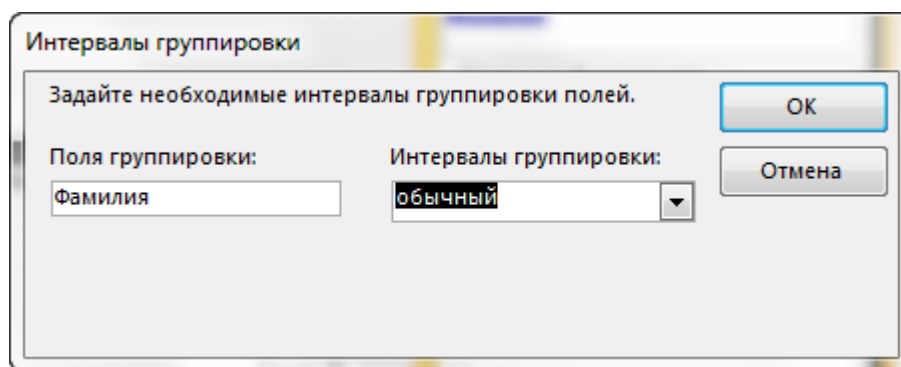 Интервалы группировки
Задайте необходимые интервалы группировки полей.
OK
Поля группировки:
Интервалы группировки:
Отмена
Фамилия
обычный